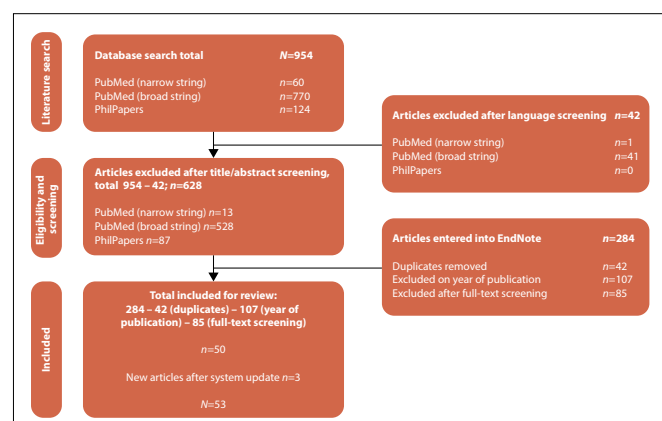 Literature search
Database search total N=954
PubMed (narrow string) n=60
PubMed (broad string) n=770
PhilPapers n=124
Articles excluded after language screening n=42
PubMed (narrow string) n=1
PubMed (broad string) n=41
PhilPapers n=0
Eligibility and
screening
Articles excluded after title/abstract screening,
total 954 – 42; n=628
PubMed (narrow string) n=13
PubMed (broad string) n=528
PhilPapers n=87
Articles entered into EndNote n=284
Duplicates removed n=42
Excluded on year of publication n=107
Excluded after full-text screening n=85
Included
Total included for review:
284 – 42 (duplicates) – 107 (year of
publication) – 85 (full-text screening)
n=50
New articles after system update n=3
N=53